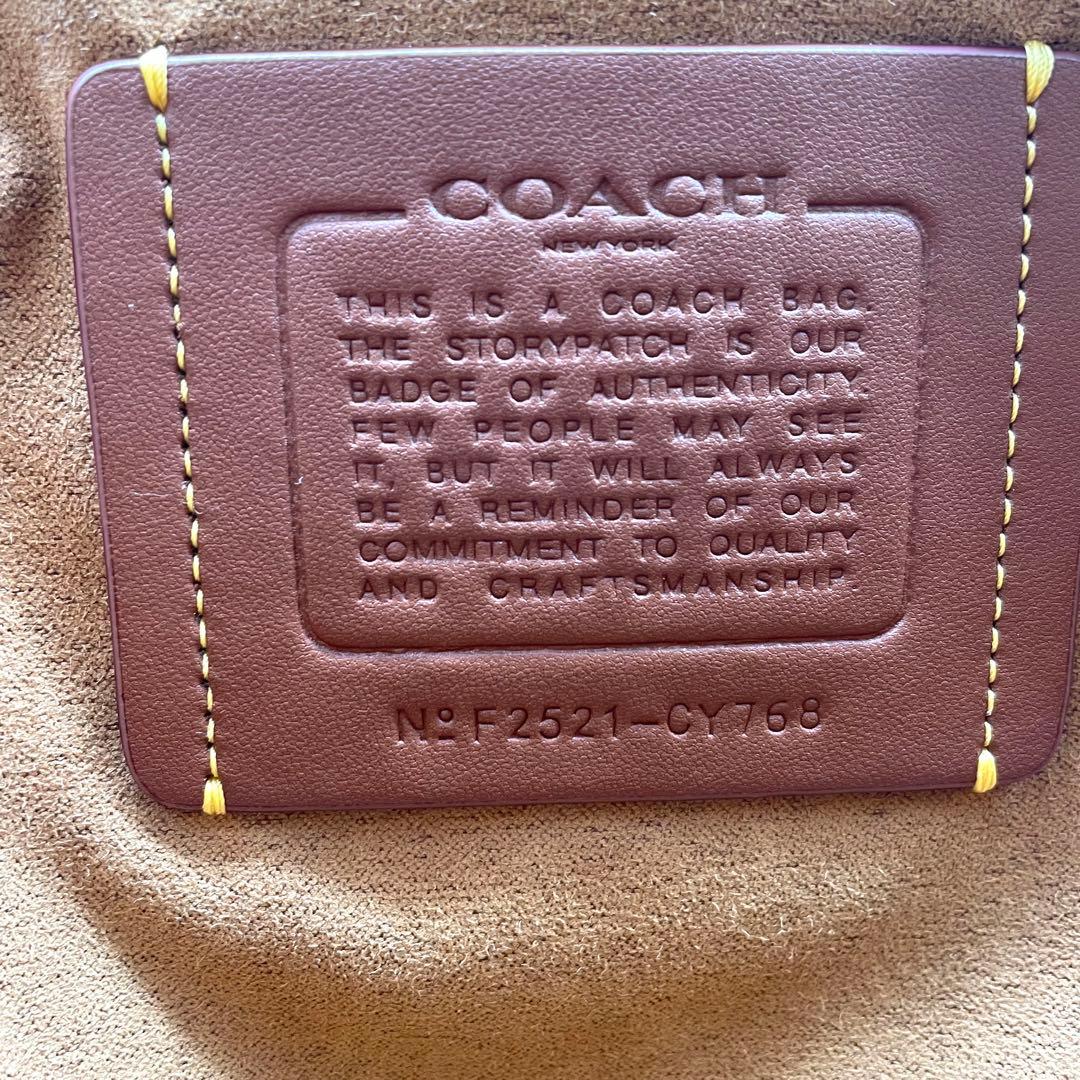 COACH
NEW YORK
THIS IS A COACH BAG.
THE STORYPATCH IS OUR
BADGE OF AUTHENTICITY.
FEW PEOPLE MAY SEE
IT, BUT IT WILL ALWAYS
BE A REMINDER OF OUR
COMMITMENT TO QUALITY
AND CRAFTSMANSHIP.
Nº F2521-CY768